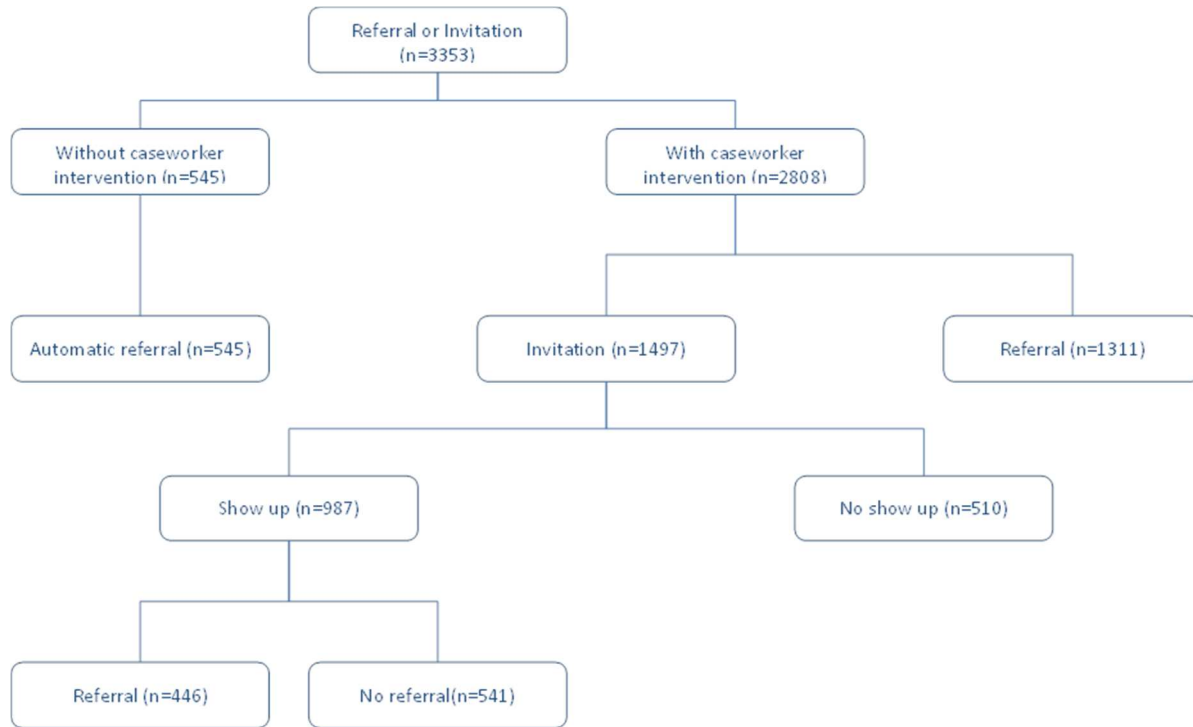 Referral or Invitation
(n=3353)
Without caseworker
intervention (n=545)
With caseworker
intervention (n=2808)
Automatic referral (n=545)
Invitation (n=1497)
Referral (n=1311)
Show up (n=987)
No show up (n=510)
Referral (n=446)
No referral(n=541)